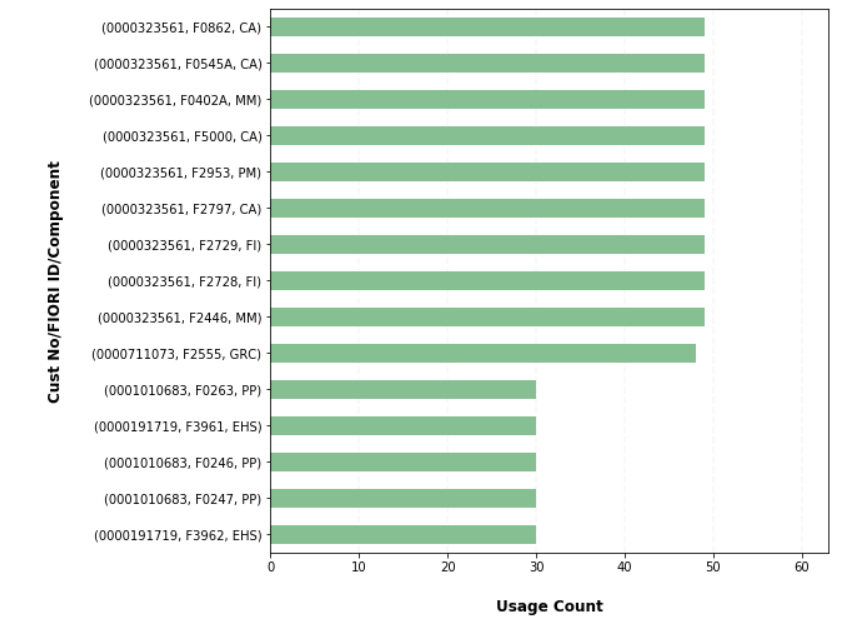 (0000323561, F0862, CA)
(0000323561, F0545A, CA)
(0000323561, F0402A, MM)
(0000323561, F5000, CA)
(0000323561, F2953, PM)
(0000323561, F2797, CA)
(0000323561, F2729, FI)
(0000323561, F2728, FI)
(0000323561, F2446, MM)
(0000711073, F2555, GRC)
(0001010683, F0263, PP)
(0000191719, F3961, EHS)
(0001010683, F0246, PP)
(0001010683, F0247, PP)
(0000191719, F3962, EHS)
Cust No/FIORI ID/Component
0 10 20 30 40 50 60
Usage Count